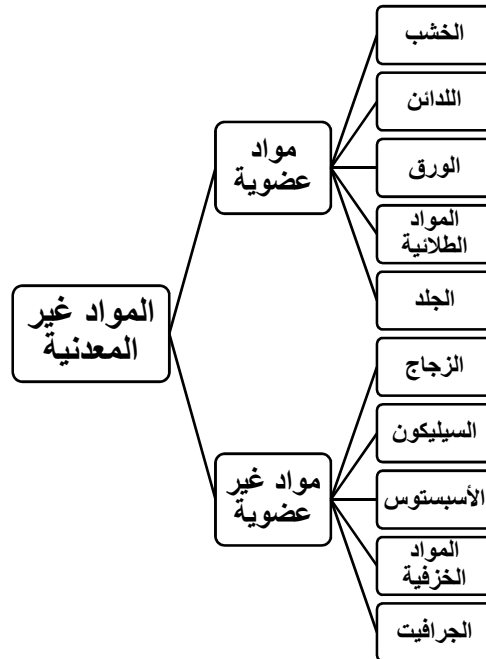 المواد غير
المعدنية
مواد
عضوية
الخشب
اللدائن
الورق
المواد
الطلائية
الجلد
مواد غير
عضوية
الزجاج
السيليكون
الأسبستوس
المواد
الخزفية
الجرافيت